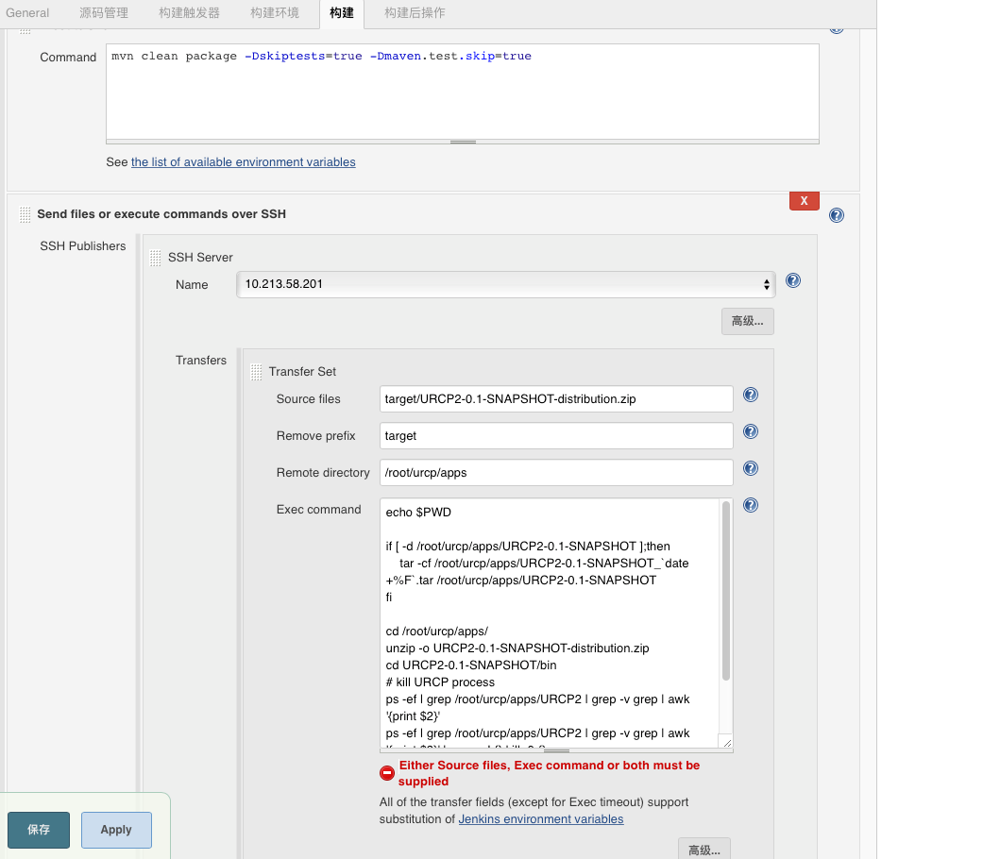 General 源码管理 构建触发器 构建环境 构建 构建后操作
Command
mvn clean package -Dskiptests=true -Dmaven.test.skip=true
See the list of available environment variables
X
Send files or execute commands over SSH
SSH Publishers
SSH Server
Name 10.213.58.201
高级...
Transfers
Transfer Set
Source files target/URCP2-0.1-SNAPSHOT-distribution.zip
Remove prefix target
Remote directory /root/urcp/apps
Exec command
echo $PWD
if [ -d /root/urcp/apps/URCP2-0.1-SNAPSHOT ];then
tar -cf /root/urcp/apps/URCP2-0.1-SNAPSHOT_`date
+%F`.tar /root/urcp/apps/URCP2-0.1-SNAPSHOT
fi
cd /root/urcp/apps/
unzip -o URCP2-0.1-SNAPSHOT-distribution.zip
cd URCP2-0.1-SNAPSHOT/bin
# kill URCP process
ps -ef | grep /root/urcp/apps/URCP2 | grep -v grep | awk
'{print $2}'
ps -ef | grep /root/urcp/apps/URCP2 | grep -v grep | awk
Either Source files, Exec command or both must be
supplied
All of the transfer fields (except for Exec timeout) support
substitution of Jenkins environment variables
保存 Apply
高级...